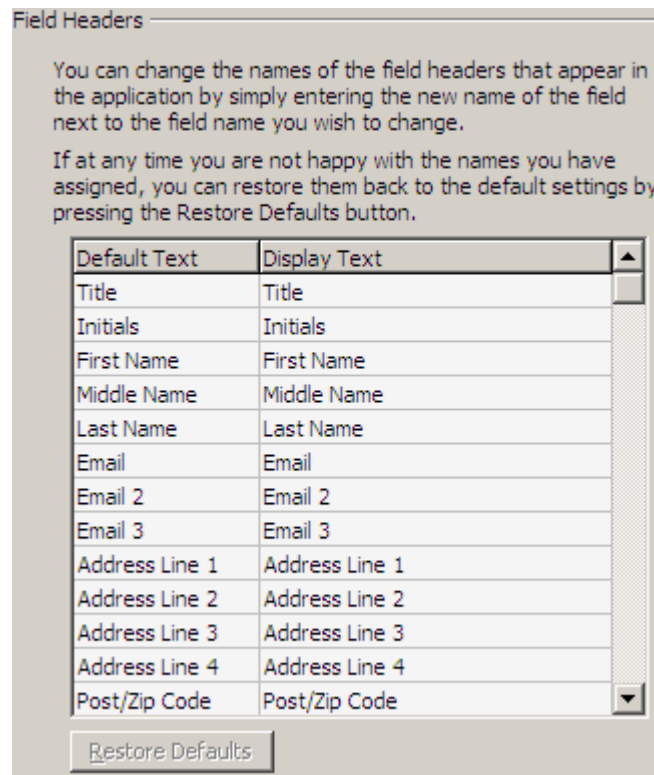 Field Headers
You can change the names of the field headers that appear in
the application by simply entering the new name of the field
next to the field name you wish to change.
If at any time you are not happy with the names you have
assigned, you can restore them back to the default settings by
pressing the Restore Defaults button.
Default Text Display Text
Title Title
Initials Initials
First Name First Name
Middle Name Middle Name
Last Name Last Name
Email Email
Email 2 Email 2
Email 3 Email 3
Address Line 1 Address Line 1
Address Line 2 Address Line 2
Address Line 3 Address Line 3
Address Line 4 Address Line 4
Post/Zip Code Post/Zip Code
Restore Defaults